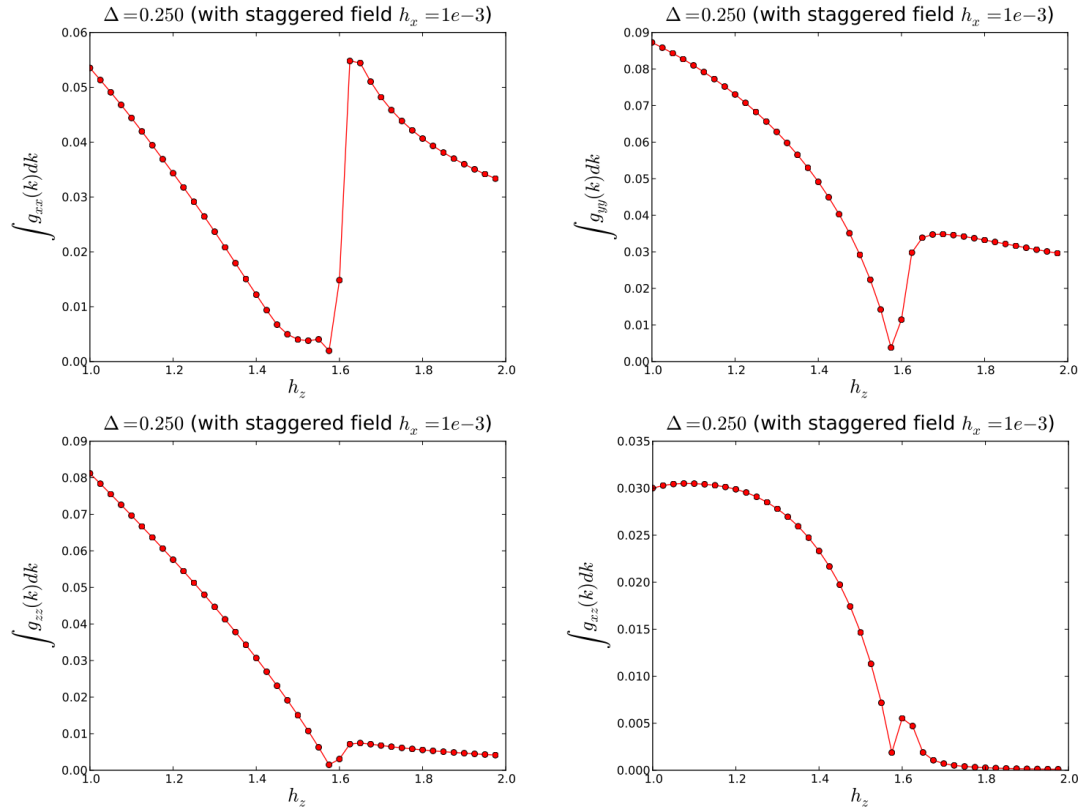 Δ=0.250 (with staggered field h_x=1e−3)
0.06
0.05
0.04
0.03
0.02
0.01
0.00
∫ g_xx(k)dk
1.0 1.2 1.4 1.6 1.8 2.0
h_z
Δ=0.250 (with staggered field h_x=1e−3)
0.09
0.08
0.07
0.06
0.05
0.04
0.03
0.02
0.01
0.00
∫ g_yy(k)dk
1.0 1.2 1.4 1.6 1.8 2.0
h_z
Δ=0.250 (with staggered field h_x=1e−3)
0.09
0.08
0.07
0.06
0.05
0.04
0.03
0.02
0.01
0.00
∫ g_zz(k)dk
1.0 1.2 1.4 1.6 1.8 2.0
h_z
Δ=0.250 (with staggered field h_x=1e−3)
0.035
0.030
0.025
0.020
0.015
0.010
0.005
0.000
∫ g_xz(k)dk
1.0 1.2 1.4 1.6 1.8 2.0
h_z